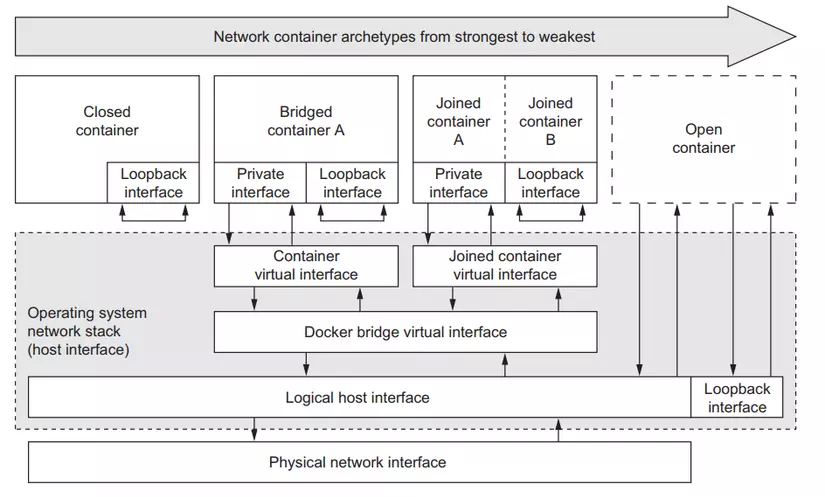 Network container archetypes from strongest to weakest
Closed
container
Loopback
interface
Bridged
container A
Private
interface
Loopback
interface
Joined
container
A
Joined
container
B
Private
interface
Loopback
interface
Open
container
Container
virtual interface
Joined container
virtual interface
Operating system
network stack
(host interface)
Docker bridge virtual interface
Logical host interface
Loopback
interface
Physical network interface